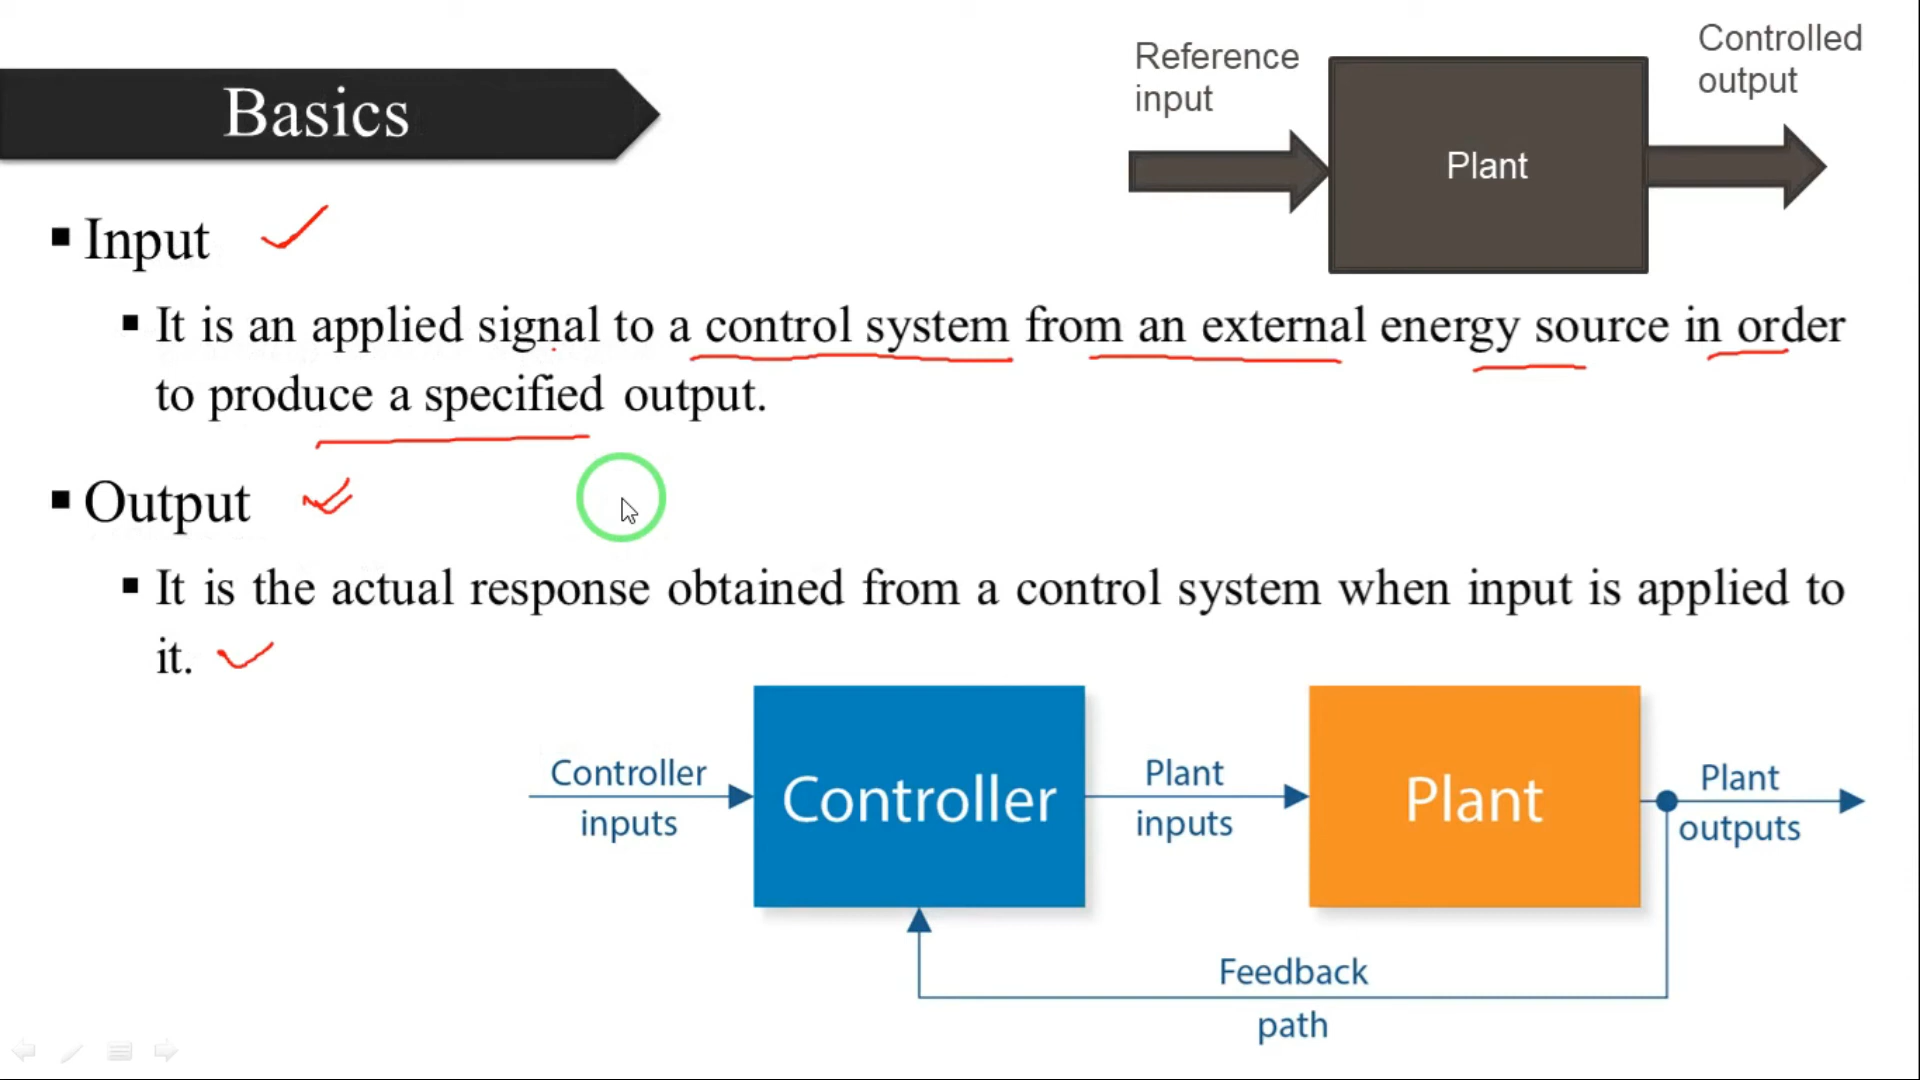 Basics
Reference
input
Plant
Controlled
output
Input
It is an applied signal to a control system from an external energy source in order
to produce a specified output.
Output
It is the actual response obtained from a control system when input is applied to
it.
Controller
inputs
Controller
Plant
inputs
Plant
Plant
outputs
Feedback
path